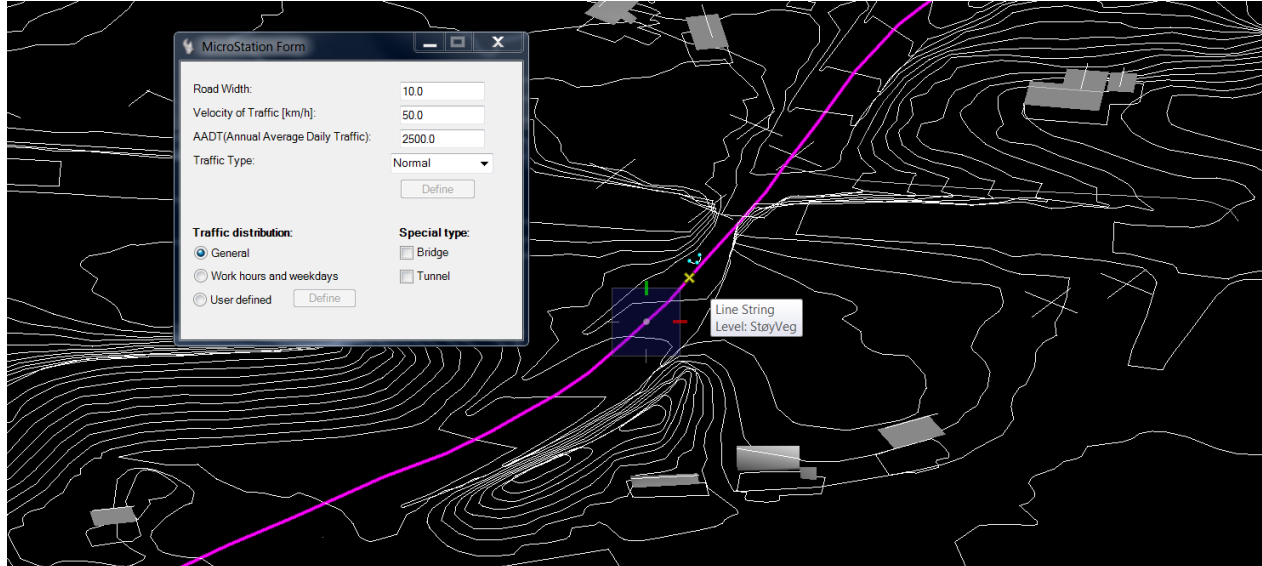 MicroStation Form
Road Width: 10.0
Velocity of Traffic [km/h]: 50.0
AADT(Annual Average Daily Traffic): 2500.0
Traffic Type: Normal
Define
Traffic distribution: Special type:
General Bridge
Work hours and weekdays Tunnel
User defined Define
Line String
Level: StøyVeg